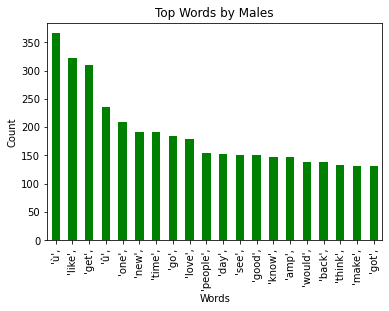 Top Words by Males
Count
350
300
250
200
150
100
50
0
'ù',
'like',
'get',
'û',
'one',
'new',
'time',
'go',
'love',
'people',
'day',
'see',
'good',
'know',
'amp',
'would',
'back',
'think',
'make',
'got',
Words